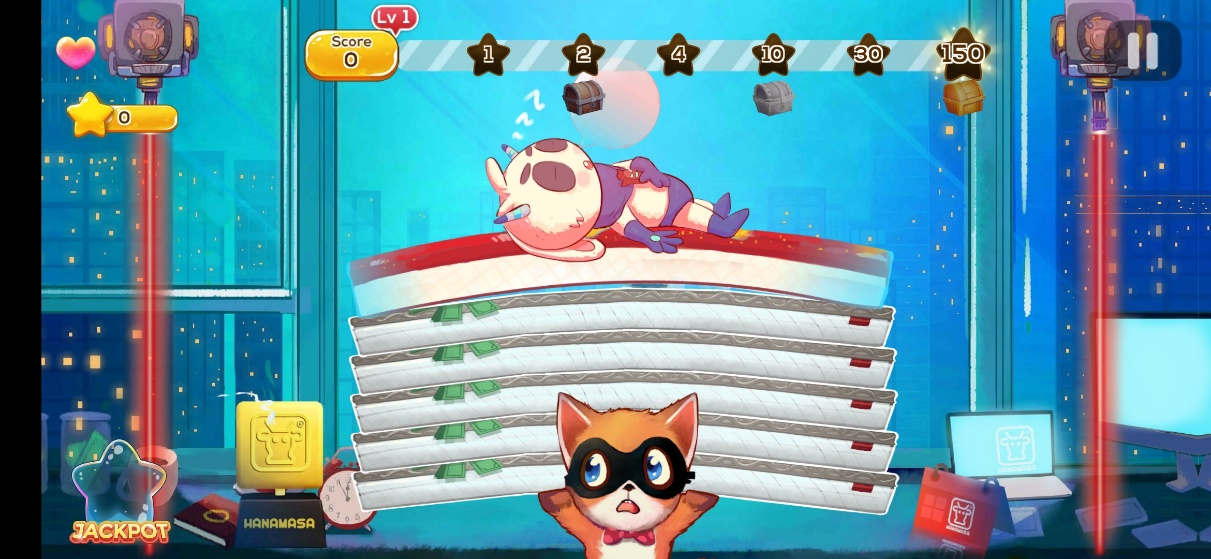 Lv 1
Score
0
1
2
4
10
30
150
0
z z z
JACKPOT
HANAMASA